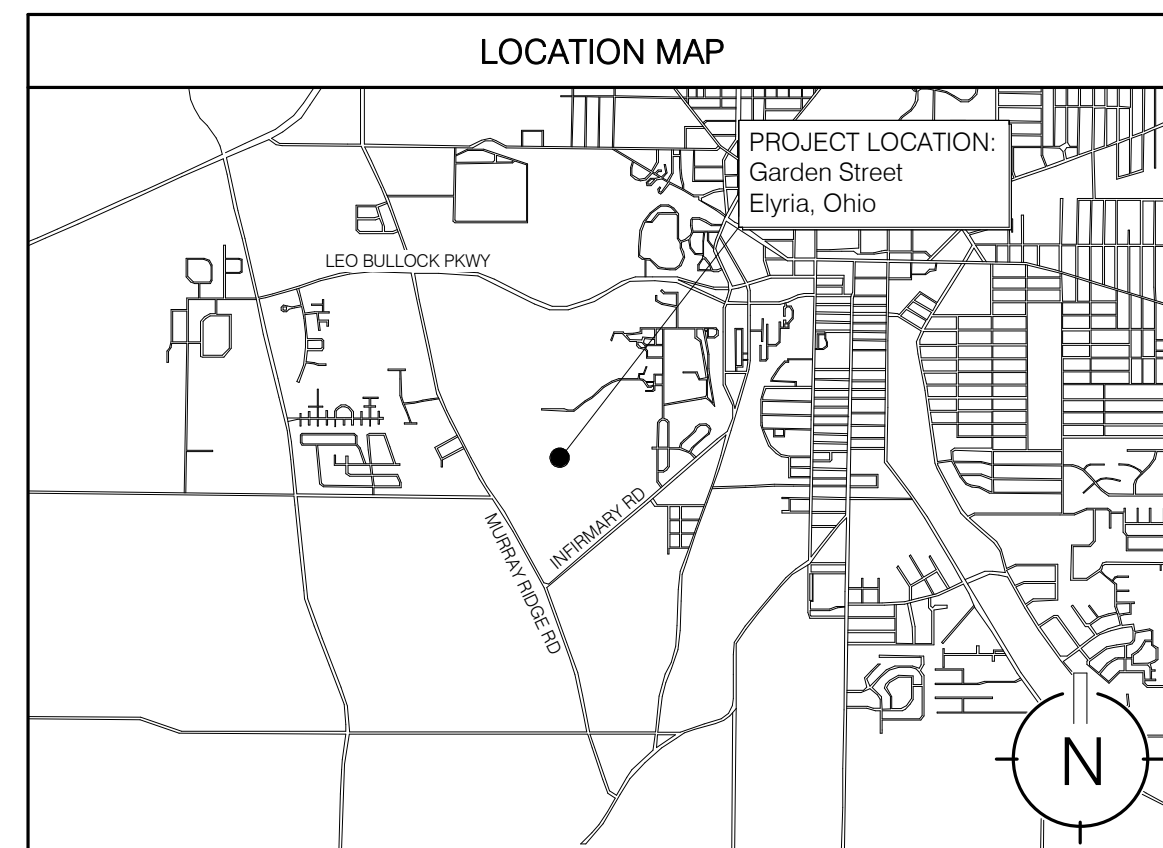 LOCATION MAP
PROJECT LOCATION:
Garden Street
Elyria, Ohio
LEO BULLOCK PKWY
INFIRMARY RD
MURRAY RIDGE RD
N